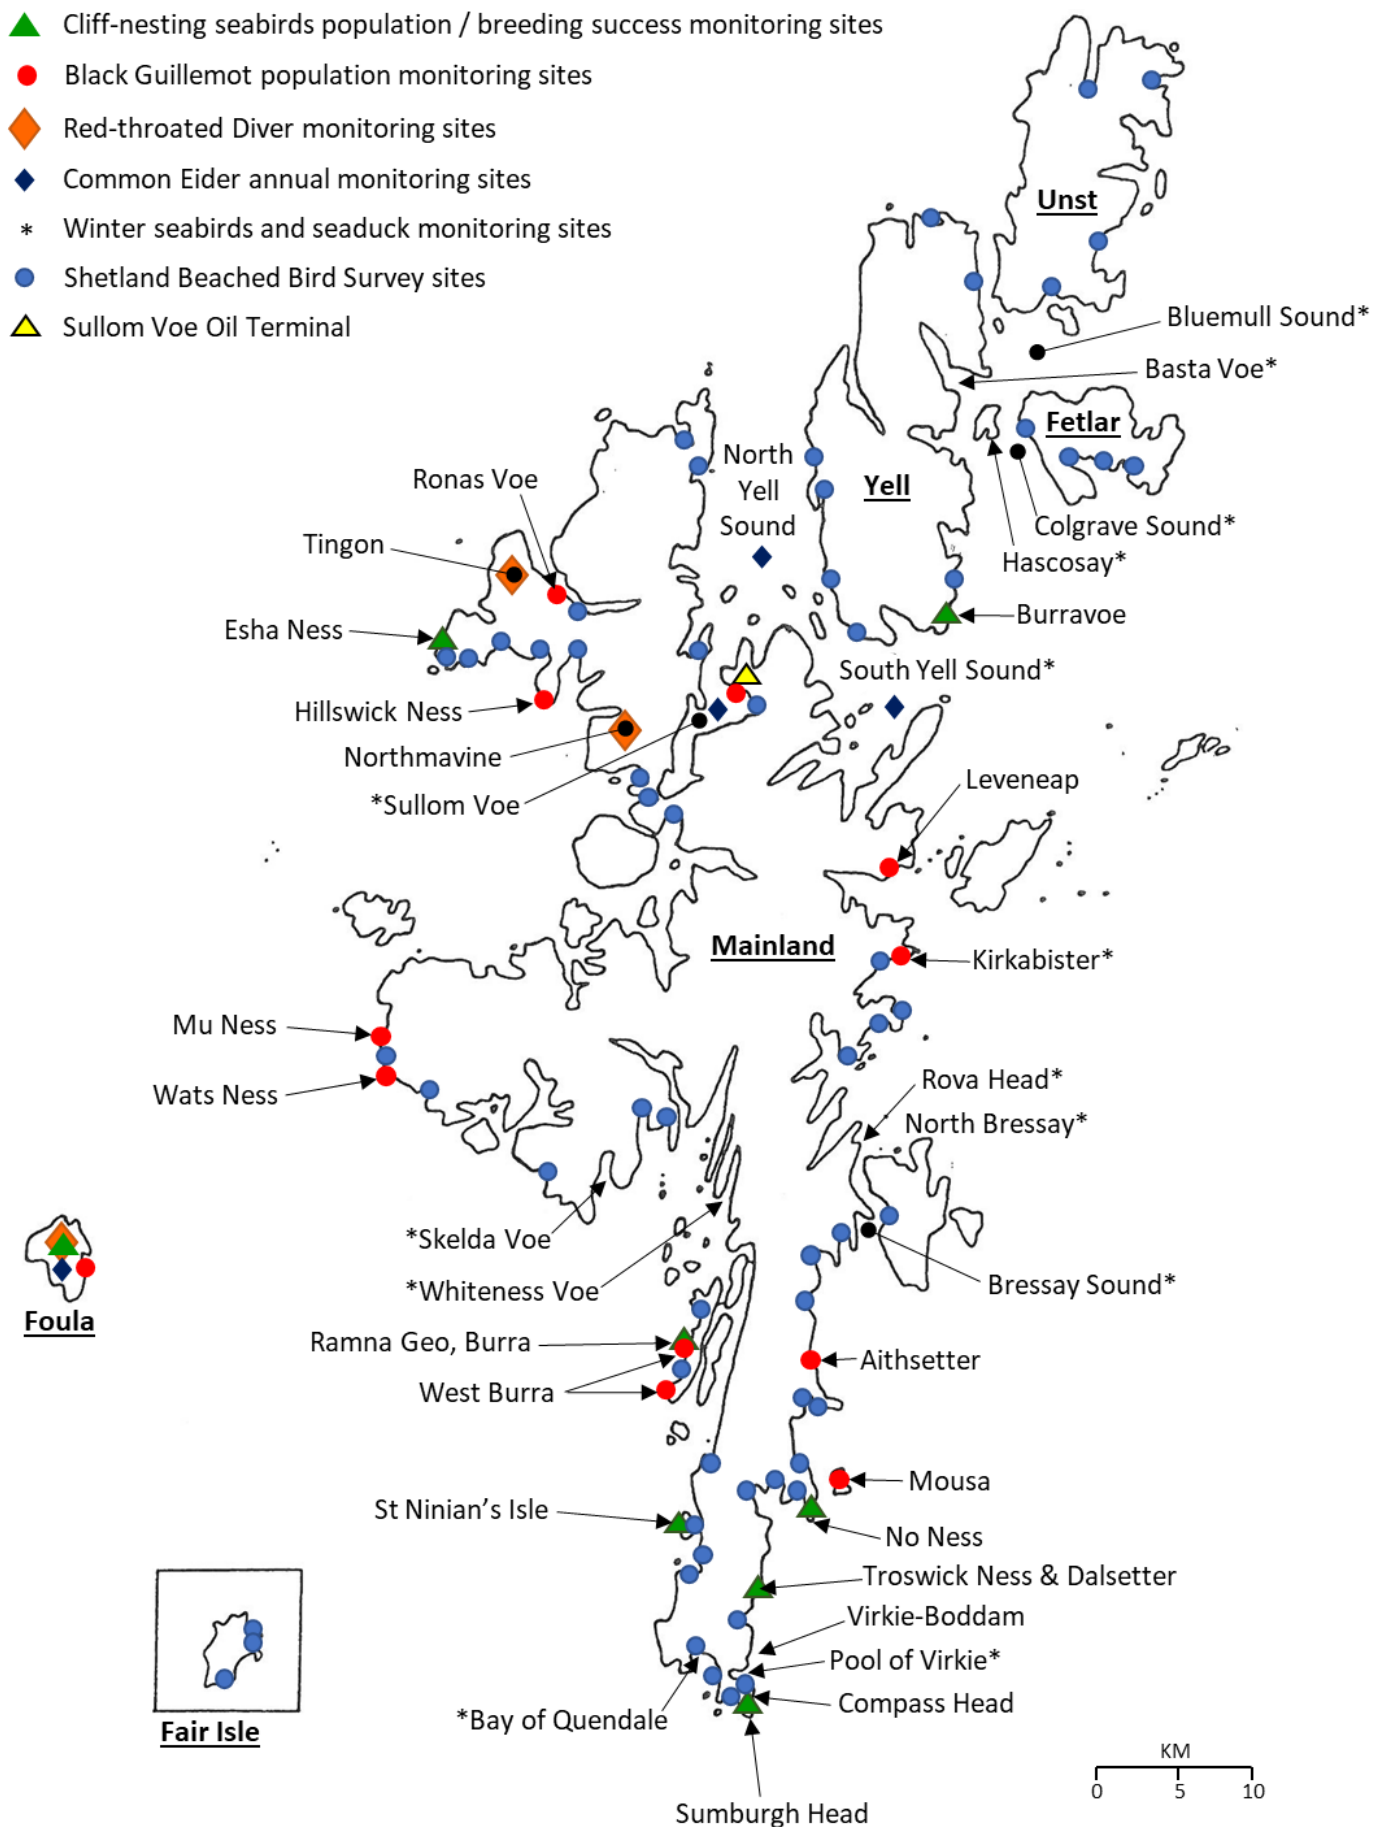 Cliff-nesting seabirds population / breeding success monitoring sites
Black Guillemot population monitoring sites
Red-throated Diver monitoring sites
Common Eider annual monitoring sites
* Winter seabirds and seaduck monitoring sites
Shetland Beached Bird Survey sites
Sullom Voe Oil Terminal
Unst
Bluemull Sound*
Basta Voe*
Fetlar
North
Yell
Sound
Ronas Voe
Yell
Colgrave Sound*
Tingon
Hascosay*
Burravoe
Esha Ness
South Yell Sound*
Hillswick Ness
Northmavine
Leveneap
*Sullom Voe
Mainland
Kirkabister*
Mu Ness
Rova Head*
Wats Ness
North Bressay*
*Skelda Voe
Bressay Sound*
*Whiteness Voe
Foula
Ramna Geo, Burra
Aithsetter
West Burra
Mousa
St Ninian’s Isle
No Ness
Troswick Ness & Dalsetter
Virkie-Boddam
Pool of Virkie*
Compass Head
*Bay of Quendale
Fair Isle
KM
0 5 10
Sumburgh Head